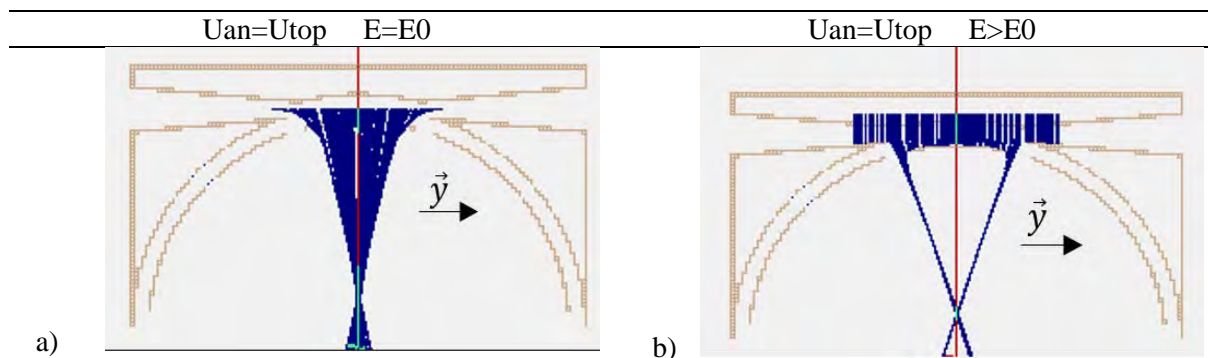 Uan=Utop E=E0 Uan=Utop E>E0
y⃗ y⃗
a) b)